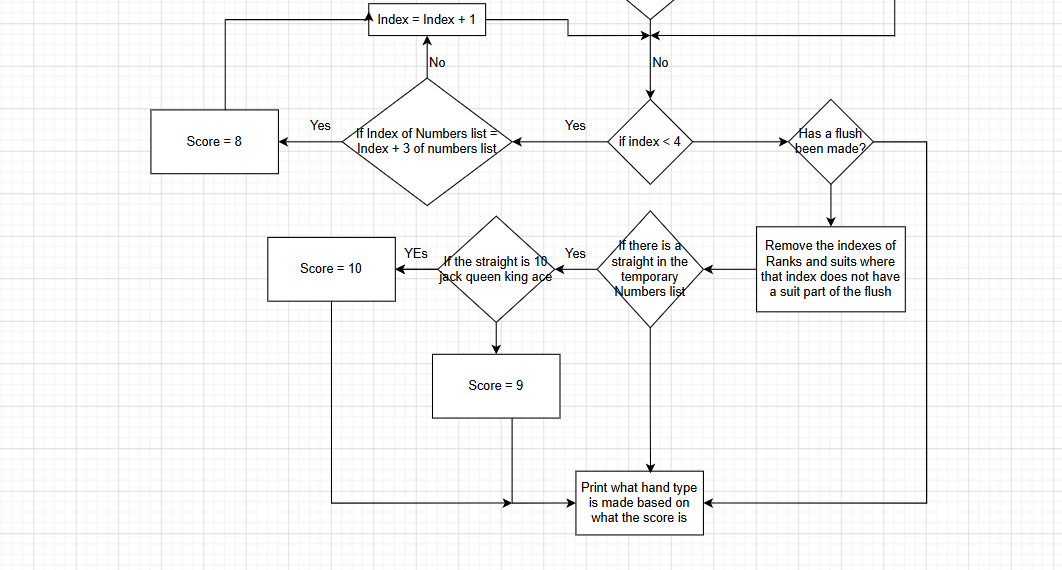 Index = Index + 1
No
No
Yes
Yes
Score = 8
If Index of Numbers list =
Index + 3 of numbers list
if index < 4
Has a flush
been made?
Score = 10
YEs
If the straight is 10
jack queen king ace
Yes
If there is a
straight in the
temporary
Numbers list
Remove the indexes of
Ranks and suits where
that index does not have
a suit part of the flush
Score = 9
Print what hand type
is made based on
what the score is